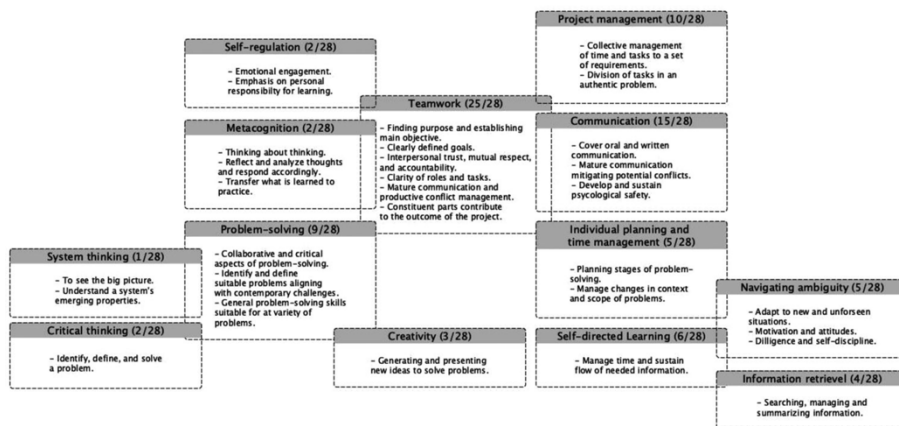 Project management (10/28)
– Collective management
of time and tasks to a set
of requirements.
– Division of tasks in an
authentic problem.
Self-regulation (2/28)
– Emotional engagement.
– Emphasis on personal
responsibilty for learning.
Teamwork (25/28)
– Finding purpose and establishing
main objective.
– Clearly defined goals.
– Interpersonal trust, mutual respect,
and accountability.
– Clarity of roles and tasks.
– Mature communication and
productive conflict management.
– Constituent parts contribute
to the outcome of the project.
Metacognition (2/28)
– Thinking about thinking.
– Reflect and analyze thoughts
and respond accordingly.
– Transfer what is learned to
practice.
Communication (15/28)
– Cover oral and written
communication.
– Mature communication
mitigating potential conflicts.
– Develop and sustain
psycological safety.
Problem-solving (9/28)
– Collaborative and critical
aspects of problem-solving.
– Identify and define
suitable problems aligning
with contemporary challenges.
– General problem-solving skills
suitable for at variety of
problems.
Individual planning and
time management (5/28)
– Planning stages of problem-
solving.
– Manage changes in context
and scope of problems.
System thinking (1/28)
– To see the big picture.
– Understand a system's
emerging properties.
Navigating ambiguity (5/28)
– Adapt to new and unforseen
situations.
– Motivation and attitudes.
– Dilligence and self-discipline.
Critical thinking (2/28)
– Identify, define, and solve
a problem.
Creativity (3/28)
– Generating and presenting
new ideas to solve problems.
Self-directed Learning (6/28)
– Manage time and sustain
flow of needed information.
Information retrievel (4/28)
– Searching, managing and
summarizing information.